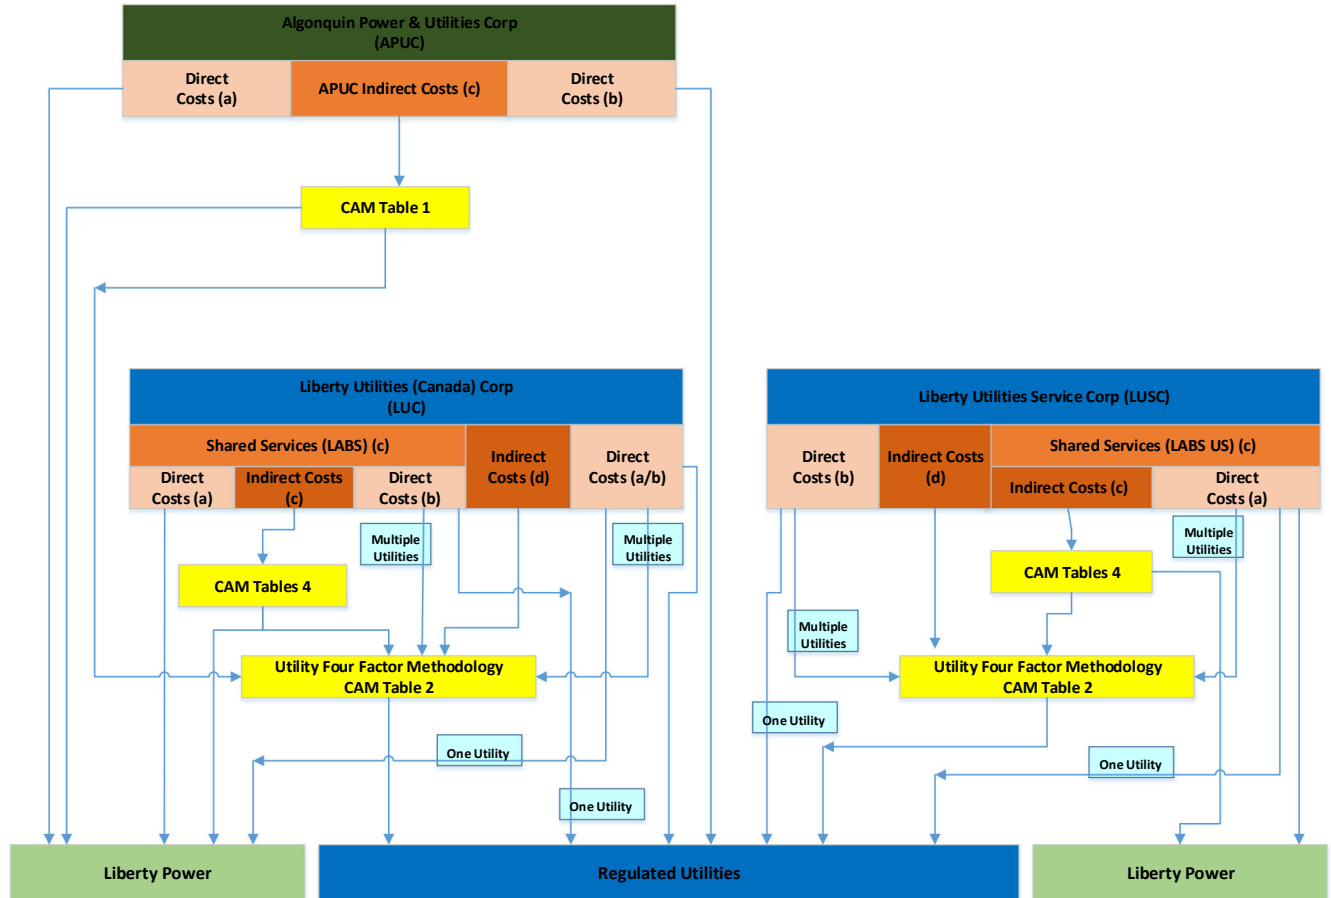 Algonquin Power & Utilities Corp
(APUC)
Direct
Costs (a)
APUC Indirect Costs (c)
Direct
Costs (b)
CAM Table 1
Liberty Utilities (Canada) Corp
(LUC)
Shared Services (LABS) (c)
Direct
Costs (a)
Indirect Costs
(c)
Direct
Costs (b)
Indirect
Costs (d)
Direct
Costs (a/b)
Multiple
Utilities
Multiple
Utilities
CAM Tables 4
Utility Four Factor Methodology
CAM Table 2
One Utility
One Utility
Liberty Utilities Service Corp (LUSC)
Direct
Costs (b)
Indirect Costs
(d)
Shared Services (LABS US) (c)
Indirect Costs (c)
Direct
Costs (a)
Multiple
Utilities
CAM Tables 4
Multiple
Utilities
Utility Four Factor Methodology
CAM Table 2
One Utility
One Utility
Liberty Power
Regulated Utilities
Liberty Power